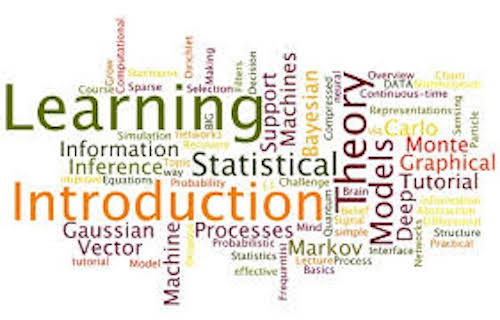 Grow
Computational
Dirichlet
Making
Filters
Decision
Course
Sparse
Selection
Learning
Support
Machines
Bayesian
Compressed
neural
Theory
Overview
DATA
Continuous-time
Representations
Sensing
Particle
via
Carlo
Monte
Graphical
Models
Deep
Tutorial
Simulation
networks
BIG
Recovery
Information
Inference
Topic
way
Statistical
Equations
Probability
Challenge
Introduction
Quantum
Brain
Belief
Signal
simple
information
Abstraction
Differential
Networks
Structure
Practical
Gaussian
Processes
Mind
Vector
Machine
Probabilistic
Markov
Interface
tutorial
Model
Statistics
effective
Frequentist
Lecture
Process
Basics